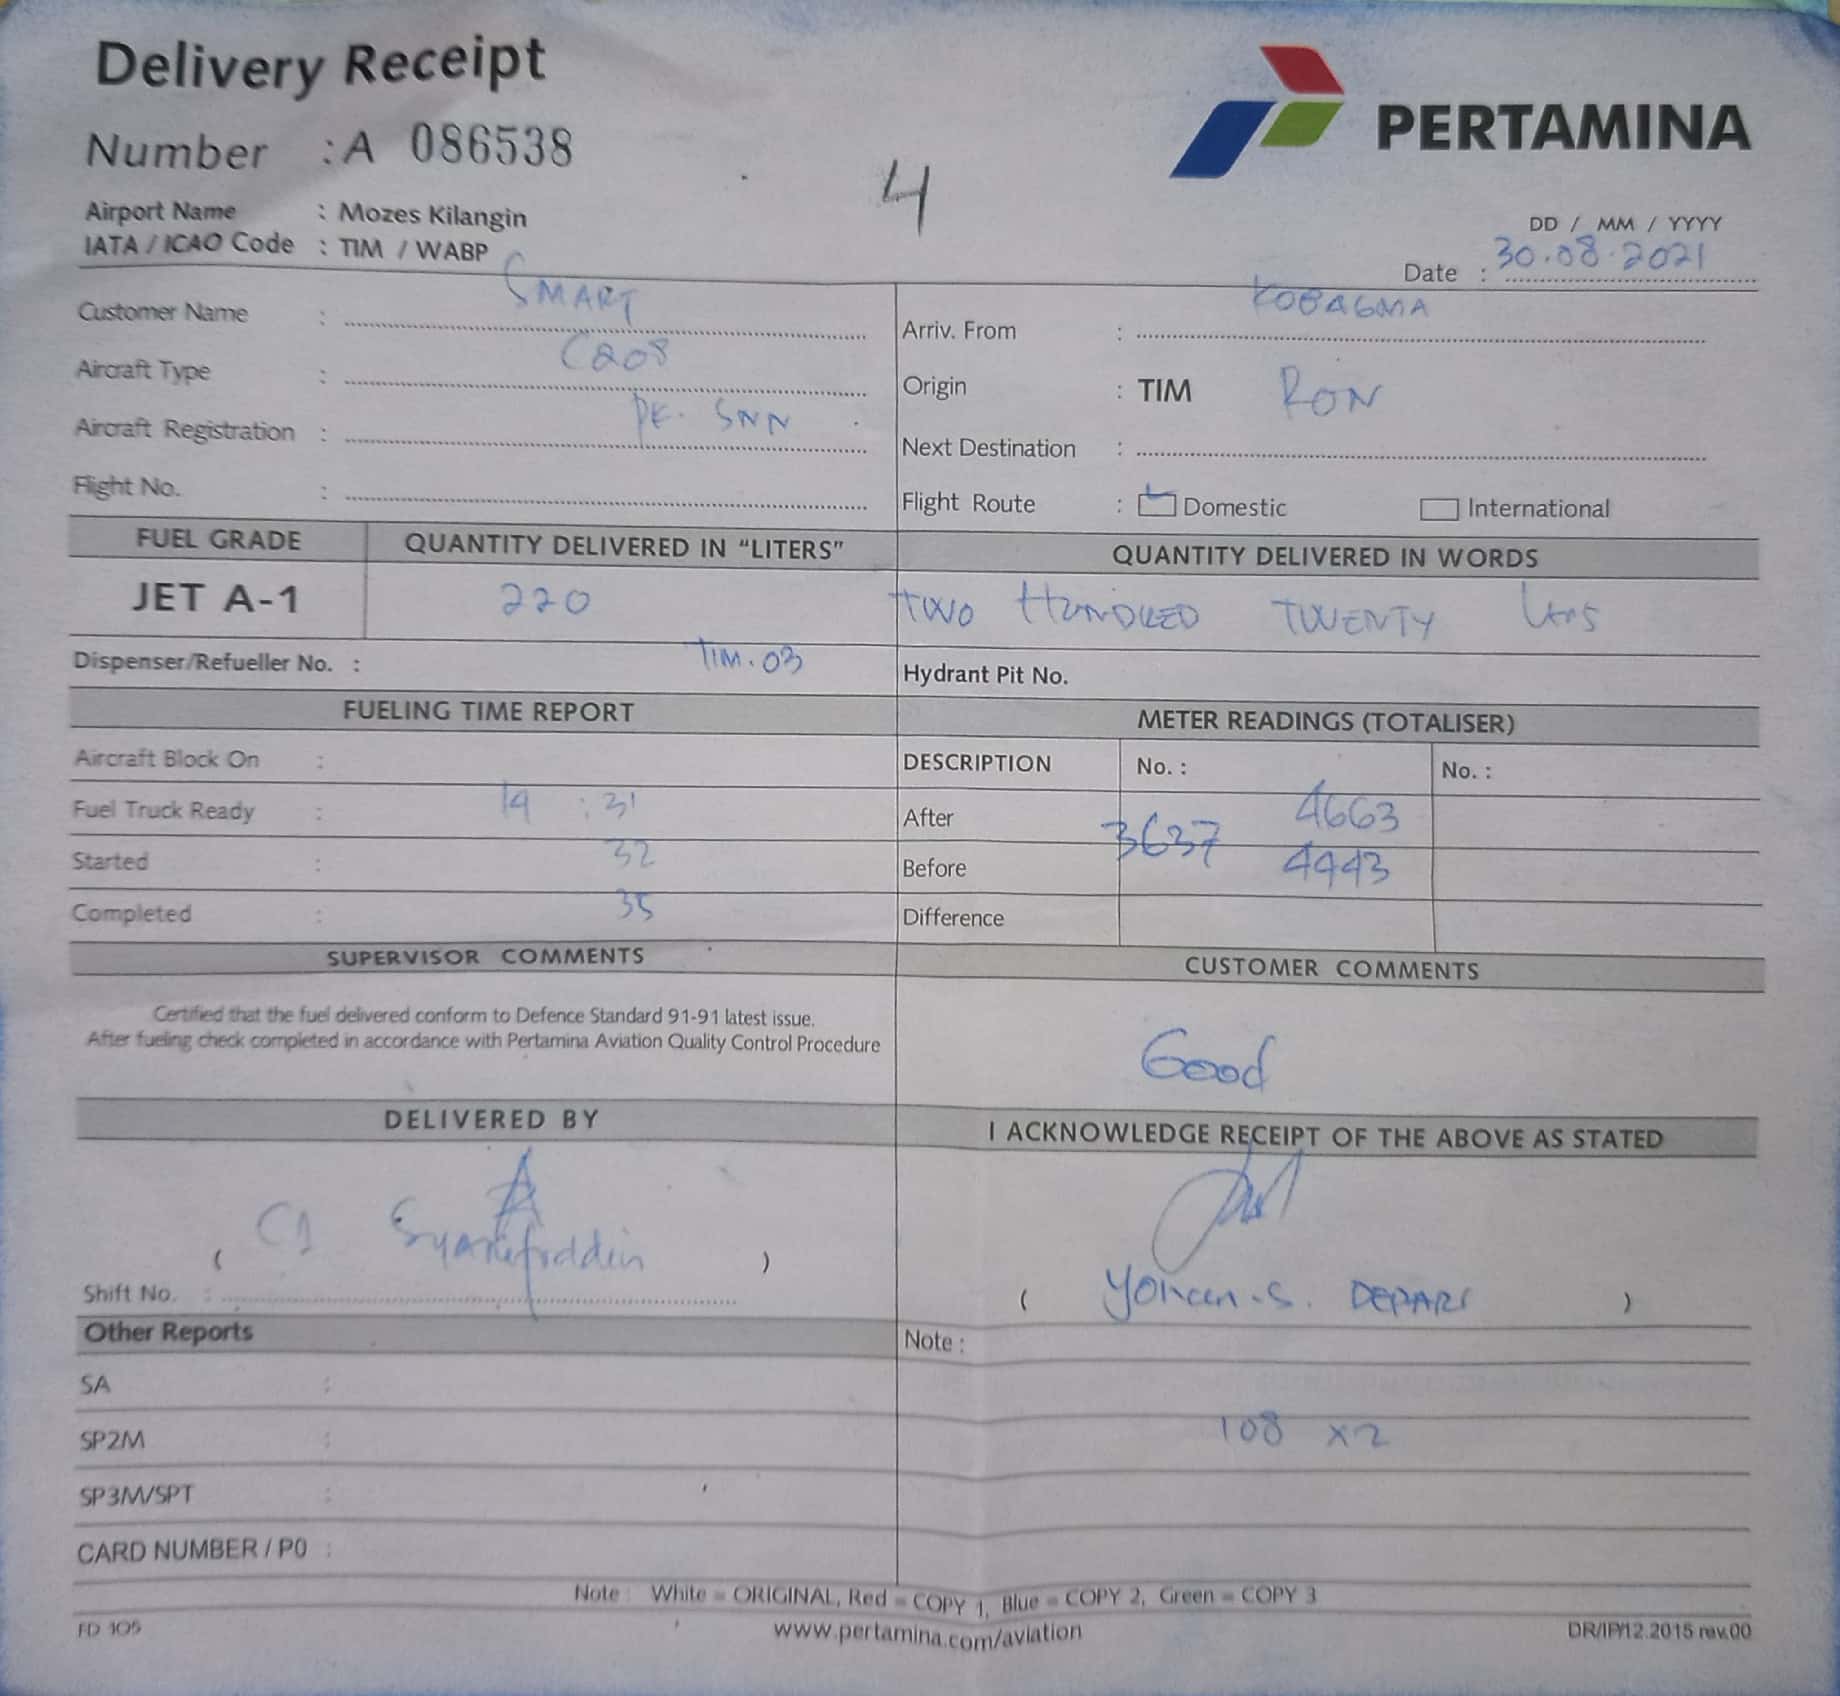 Delivery Receipt
PERTAMINA
Number : A 086538
4
Airport Name : Mozes Kilangin
IATA / ICAO Code : TIM / WABP
DD / MM / YYYY
Date : 30.08.2021
Customer Name : SMART
Arriv. From : KOBAGMA
Aircraft Type : C208
Origin : TIM RON
Aircraft Registration : PK. SNN
Next Destination :
Flight No. :
Flight Route : Domestic International
FUEL GRADE QUANTITY DELIVERED IN "LITERS" QUANTITY DELIVERED IN WORDS
JET A-1 220 TWO HUNDRED TWENTY Ltrs
Dispenser/Refueller No. : TIM.03 Hydrant Pit No.
FUELING TIME REPORT METER READINGS (TOTALISER)
Aircraft Block On : DESCRIPTION No. : No. :
Fuel Truck Ready : 14 : 31 After 3637 4663
Started : 32 Before 4443
Completed : 35 Difference
SUPERVISOR COMMENTS CUSTOMER COMMENTS
Certified that the fuel delivered conform to Defence Standard 91-91 latest issue.
After fueling check completed in accordance with Pertamina Aviation Quality Control Procedure
Good
DELIVERED BY I ACKNOWLEDGE RECEIPT OF THE ABOVE AS STATED
( C1 Syarifuddin )
Shift No. :
( Yohan.S. DEPARI )
Other Reports Note :
SA :
SP2M : 108 x2
SP3M/SPT :
CARD NUMBER / P0 :
Note : White = ORIGINAL, Red = COPY 1, Blue = COPY 2, Green = COPY 3
FD 105 www.pertamina.com/aviation DR/IP/12.2015 rev.00